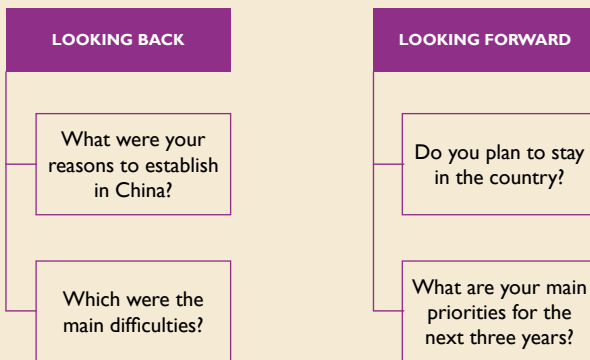 LOOKING BACK
What were your
reasons to establish
in China?
Which were the
main difficulties?
LOOKING FORWARD
Do you plan to stay
in the country?
What are your main
priorities for the
next three years?